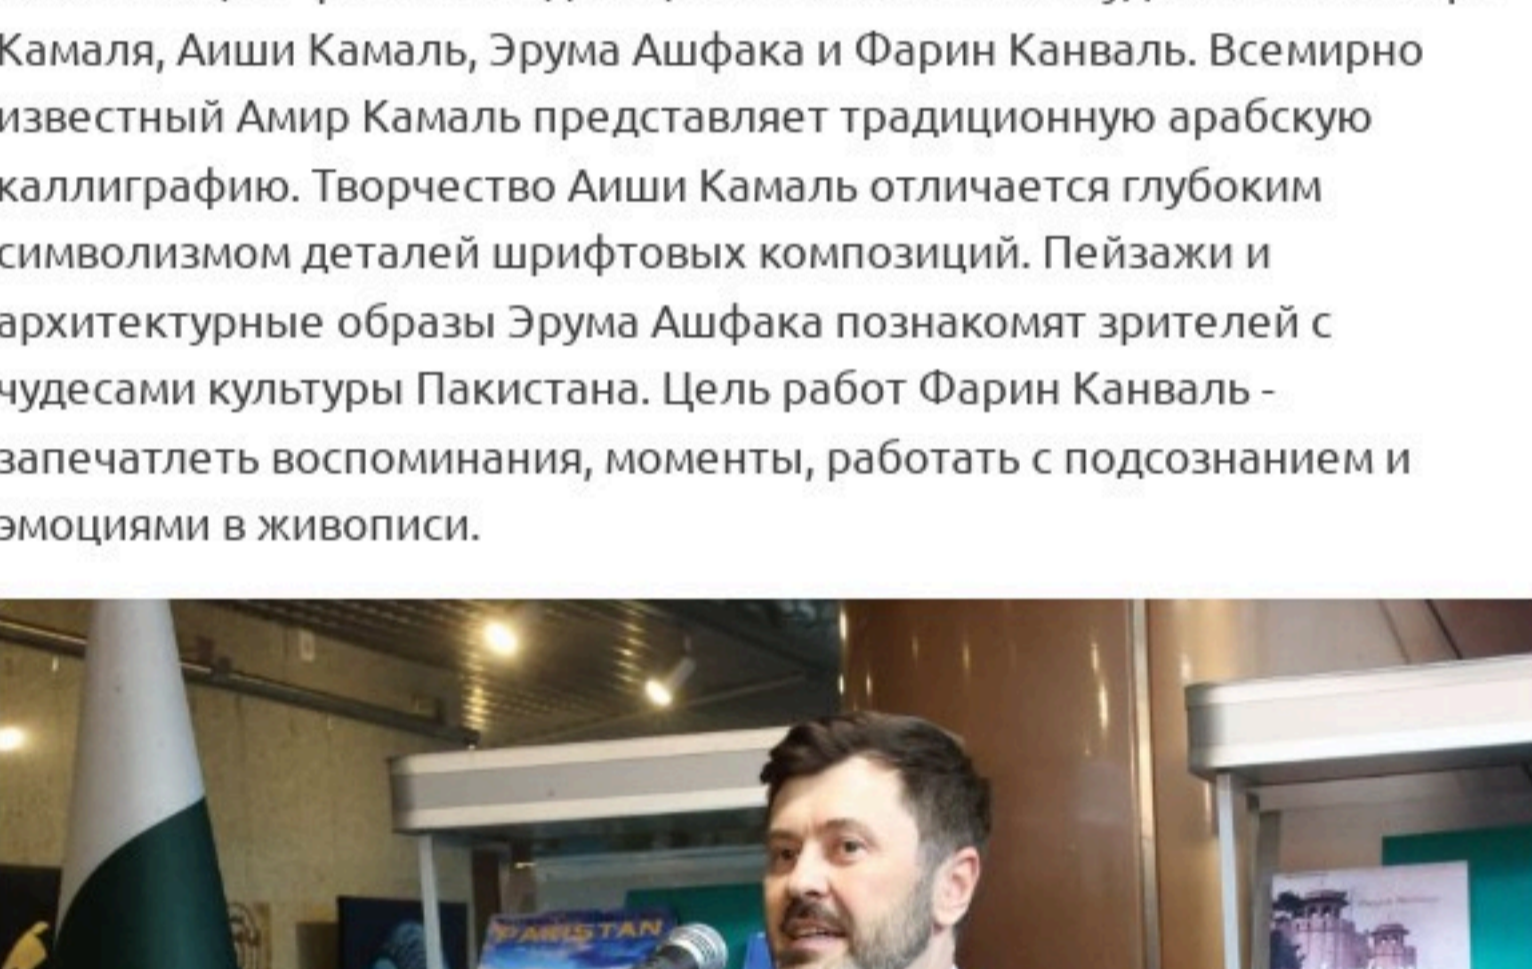 Камаля, Аиши Камаль, Эрума Ашфака и Фарин Канваль. Всемирно
известный Амир Камаль представляет традиционную арабскую
каллиграфию. Творчество Аиши Камаль отличается глубоким
символизмом деталей шрифтовых композиций. Пейзажи и
архитектурные образы Эрума Ашфака познакомят зрителей с
чудесами культуры Пакистана. Цель работ Фарин Канваль -
запечатлеть воспоминания, моменты, работать с подсознанием и
эмоциями в живописи.
PAKISTAN